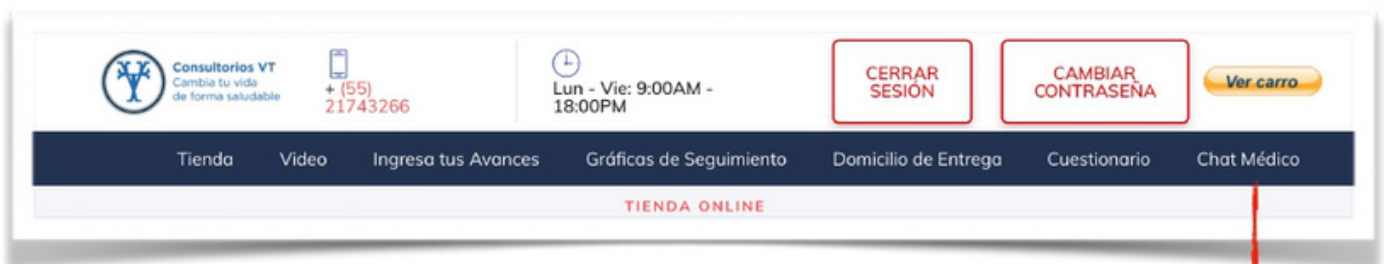 Consultorios VT
Cambia tu vida
de forma saludable
+ (55)
21743266
Lun - Vie: 9:00AM -
18:00PM
CERRAR
SESIÓN
CAMBIAR
CONTRASEÑA
Ver carro
Tienda Video Ingresa tus Avances Gráficas de Seguimiento Domicilio de Entrega Cuestionario Chat Médico
TIENDA ONLINE